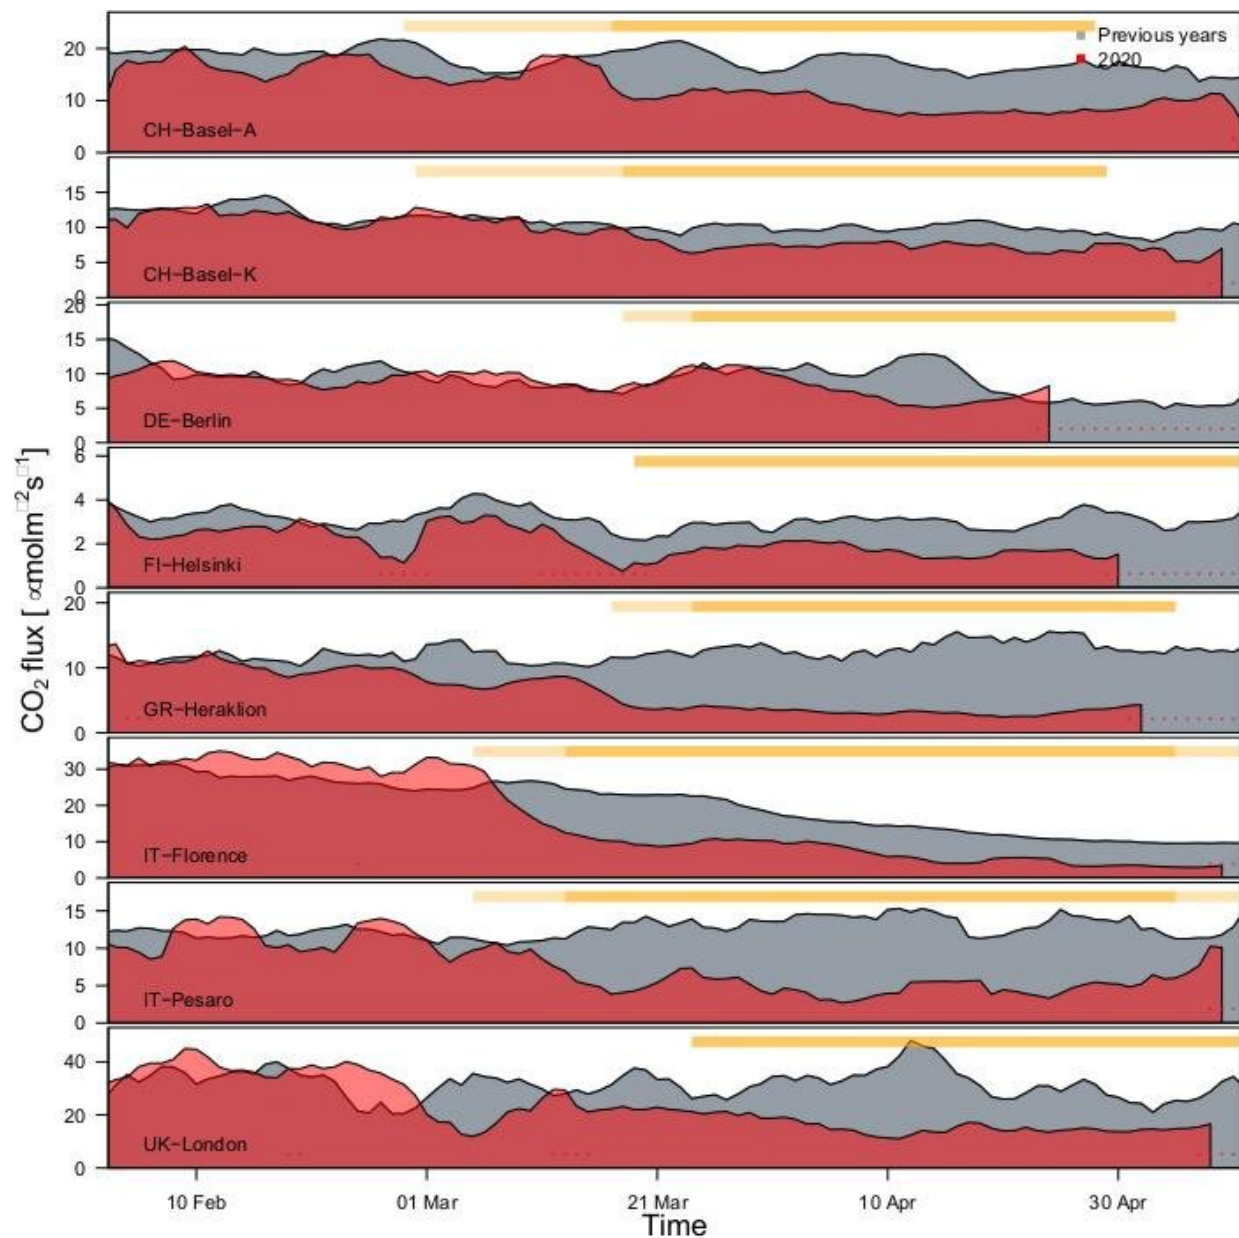 Previous years
2020
20
10
0
CH−Basel−A
15
10
5
0
CH−Basel−K
20
15
10
5
0
DE−Berlin
6
4
2
0
FI−Helsinki
20
10
0
GR−Heraklion
30
20
10
0
IT−Florence
15
10
5
0
IT−Pesaro
40
20
0
UK−London
CO₂ flux [ ∝molm□²s□¹]
10 Feb 01 Mar 21 Mar 10 Apr 30 Apr
Time